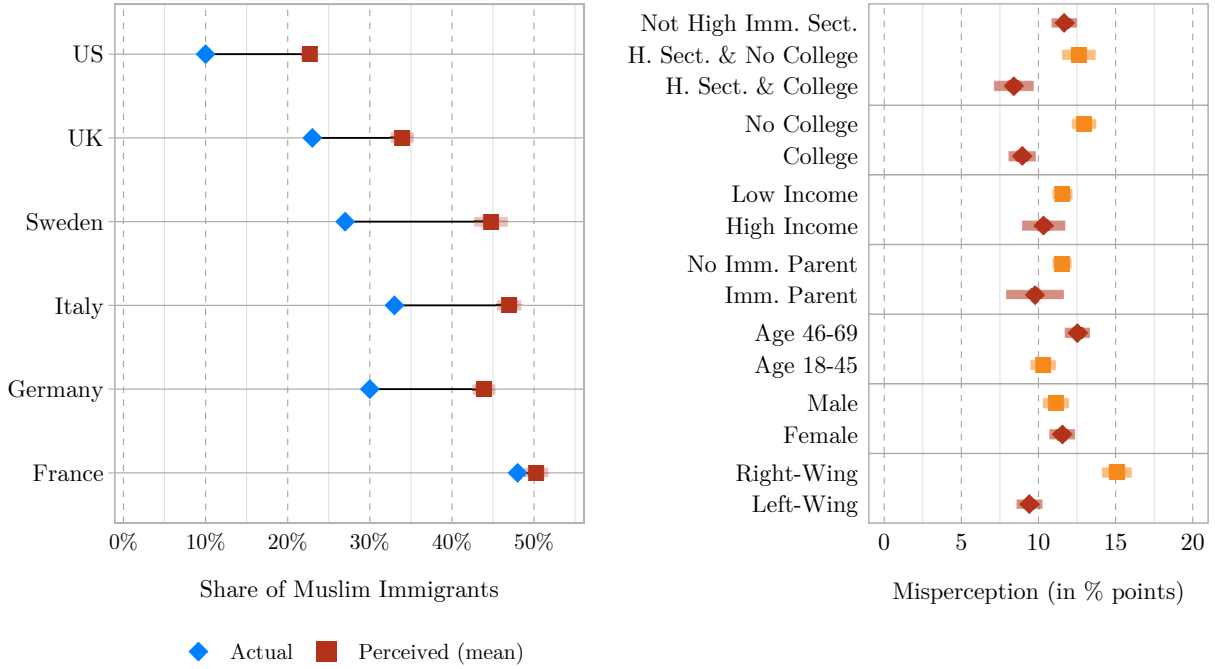 US
UK
Sweden
Italy
Germany
France
0% 10% 20% 30% 40% 50%
Share of Muslim Immigrants
Actual Perceived (mean)
Not High Imm. Sect.
H. Sect. & No College
H. Sect. & College
No College
College
Low Income
High Income
No Imm. Parent
Imm. Parent
Age 46-69
Age 18-45
Male
Female
Right-Wing
Left-Wing
0 5 10 15 20
Misperception (in % points)